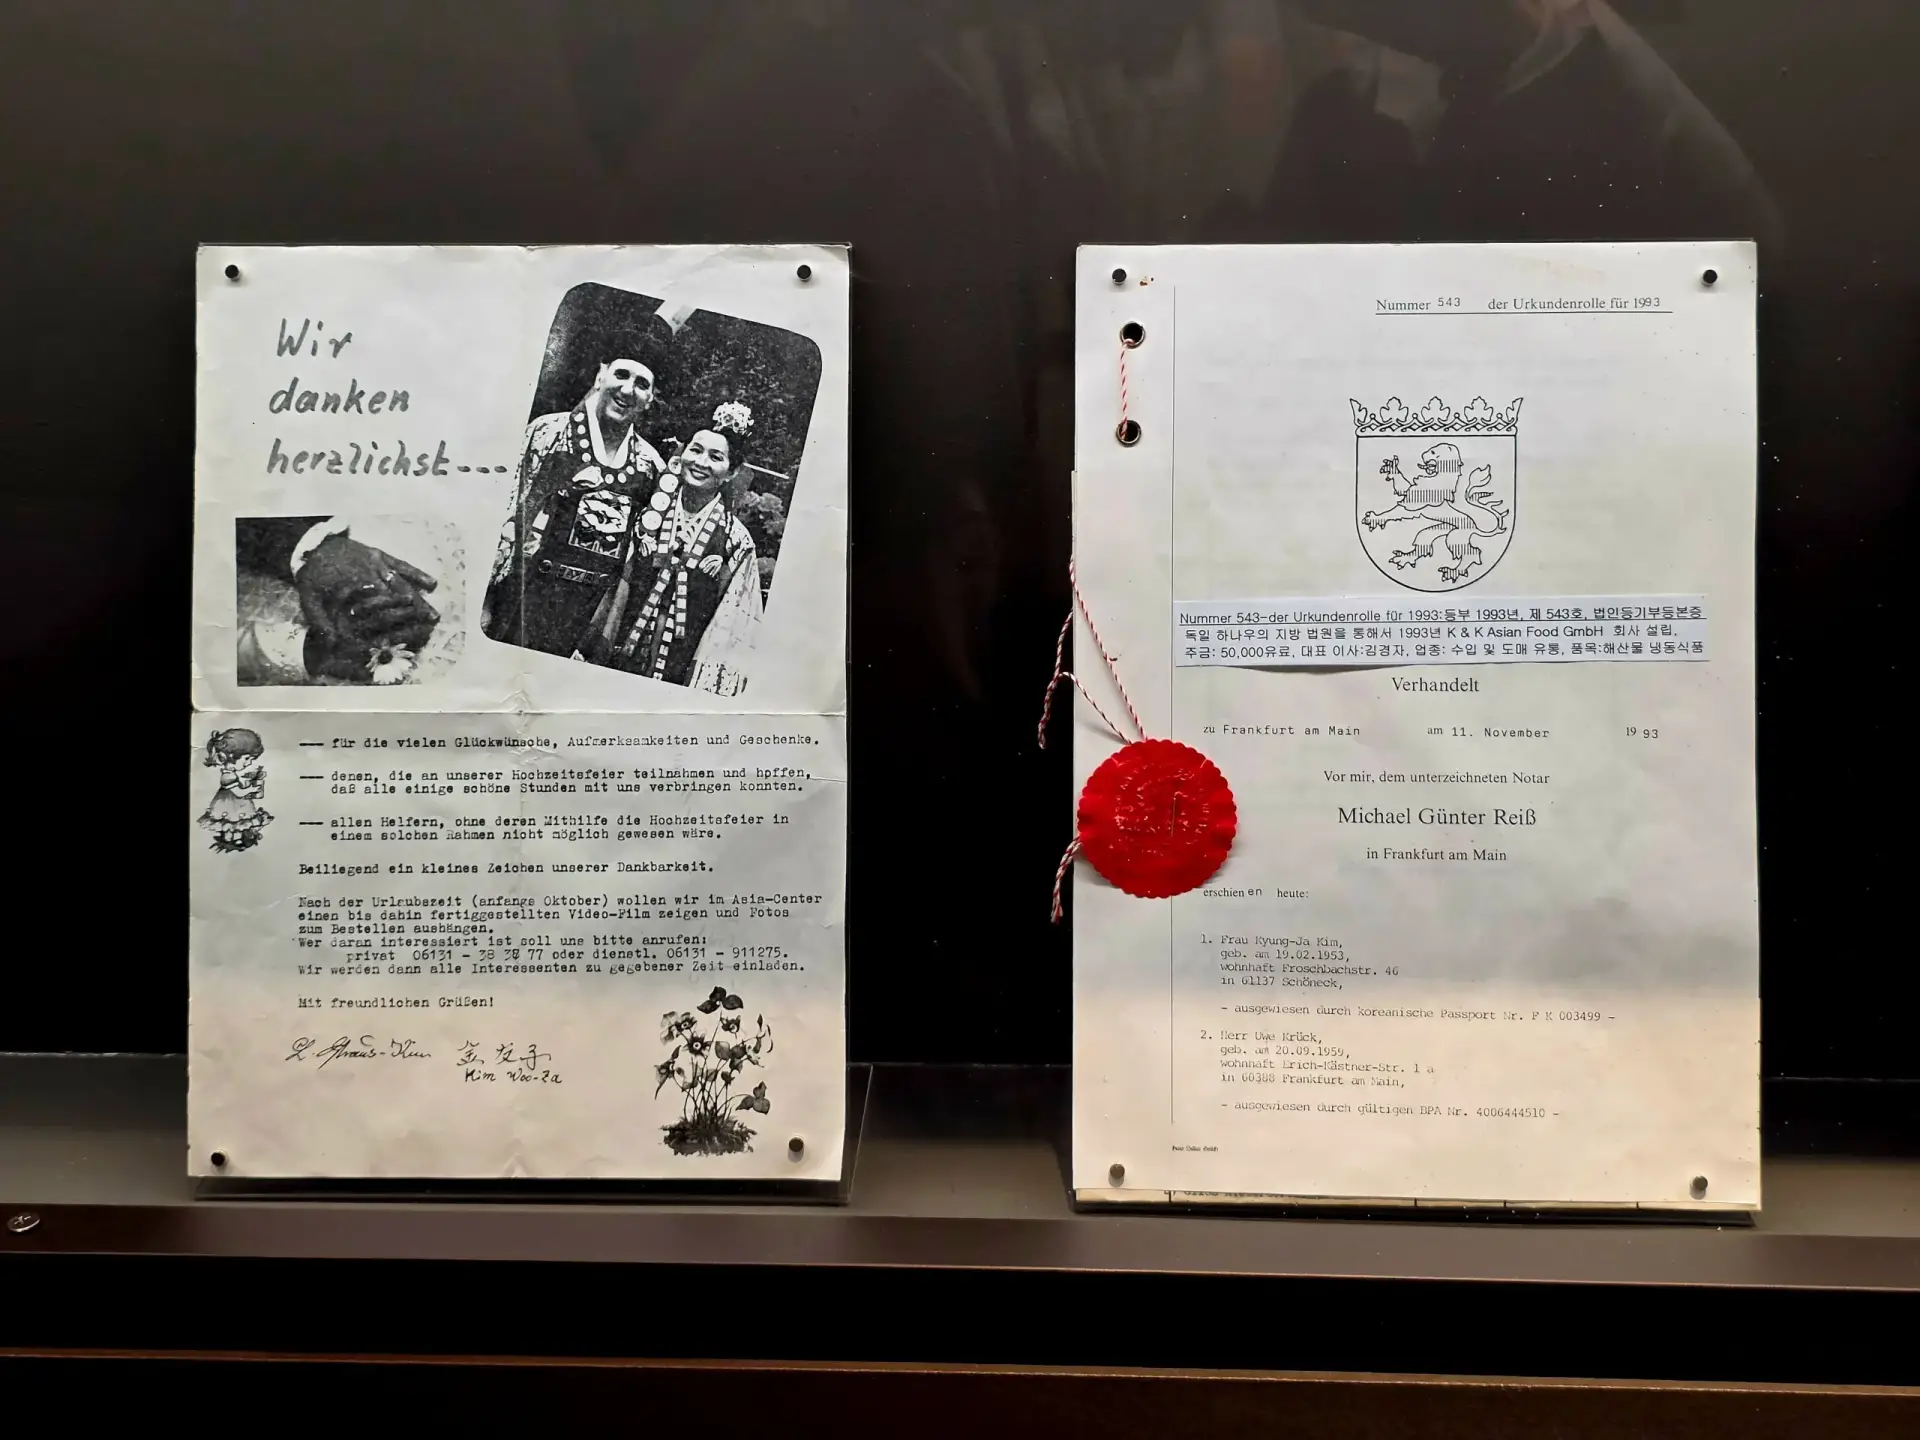 Wir
danken
herzlichst---
— für die vielen Glückwünsche, Aufmerksamkeiten und Geschenke.
— denen, die an unserer Hochzeitsfeier teilnahmen und hoffen,
daß alle einige schöne Stunden mit uns verbringen konnten.
— allen Helfern, ohne deren Mithilfe die Hochzeitsfeier in
einem solchen Rahmen nicht möglich gewesen wäre.
Beiliegend ein kleines Zeichen unserer Dankbarkeit.
Nach der Urlaubszeit (anfangs Oktober) wollen wir im Asia-Center
einen bis dahin fertiggestellten Video-Film zeigen und Fotos
zum Bestellen aushängen.
Wer daran interessiert ist soll uns bitte anrufen:
privat 06131 - 38 38 77 oder dienstl. 06131 - 911275.
Wir werden dann alle Interessenten zu gegebener Zeit einladen.
Mit freundlichen Grüßen!
Kim Woo-Za
Nummer 543 der Urkundenrolle für 1993
Nummer 543-der Urkundenrolle für 1993:등부 1993년, 제 543호, 법인등기부등본증
독일 하나우의 지방 법원을 통해서 1993년 K & K Asian Food GmbH 회사 설립,
주금: 50,000유료, 대표 이사:김경자, 업종: 수입 및 도매 유통, 품목:해산물 냉동식품
Verhandelt
zu Frankfurt am Main am 11. November 19 93
Vor mir, dem unterzeichneten Notar
Michael Günter Reiß
in Frankfurt am Main
erschien en heute:
1. Frau Kyung-Ja Kim,
geb. am 19.02.1953,
wohnhaft Froschbachstr. 46
in 61137 Schöneck,
- ausgewiesen durch koreanische Passport Nr. F K 003499 -
2. Herr Uwe Krück,
geb. am 20.09.1959,
wohnhaft Erich-Kästner-Str. 1 a
in 60388 Frankfurt am Main,
- ausgewiesen durch gültigen BPA Nr. 4006444510 -